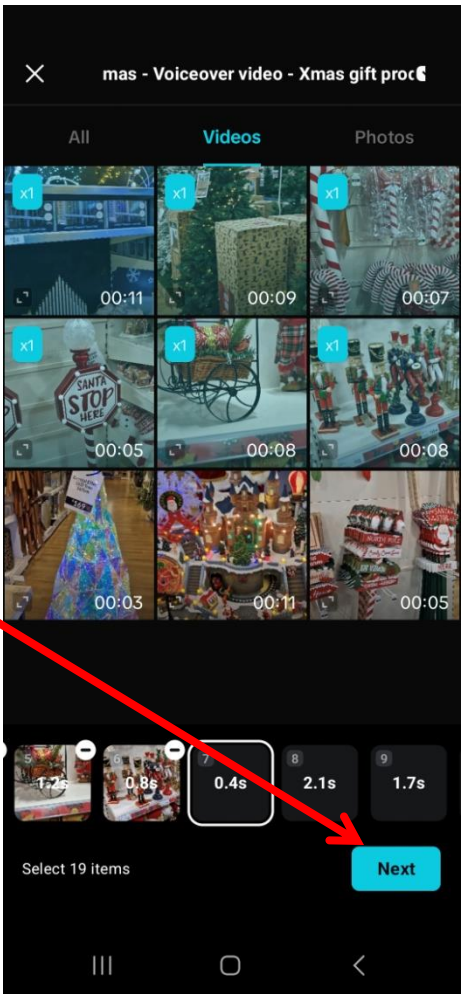 mas - Voiceover video - Xmas gift proc
All Videos Photos
x1 x1 x1
00:11 00:09 00:07
x1 x1 x1
SANTA
STOP
HERE
00:05 00:08 00:08
00:03 00:11 00:05
5 6 7 8 9
1.2s 0.8s 0.4s 2.1s 1.7s
Select 19 items
Next